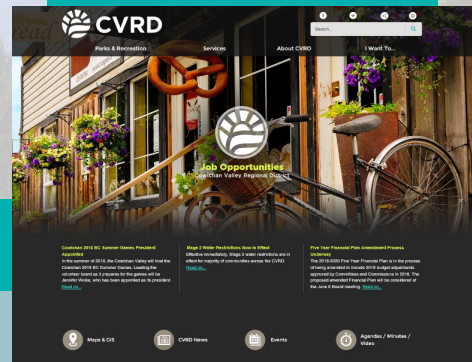 read
CVRD
Search...
Parks & Recreation
Services
About CVRD
I Want To...
Job Opportunities
Cowichan Valley Regional District
Cowichan 2018 BC Summer Games President
Appointed
In the summer of 2018, the Cowichan Valley will host the
Cowichan 2018 BC Summer Games. Leading the
volunteer board as it prepares for the games will be
Jennifer Woike, who has been appointed as its president.
Read on...
Stage 2 Water Restrictions Now in Effect
Effective immediately, Stage 2 water restrictions are in
effect for majority of communities across the CVRD.
Read on...
Five Year Financial Plan Amendment Process
Underway
The 2016-2020 Five Year Financial Plan is in the process
of being amended to include 2016 budget adjustments
approved by Committees and Commissions in 2016. The
proposed amended Financial Plan will be considered at
the June 8 Board meeting. Read on...
Maps & GIS
CVRD News
Events
Agendas / Minutes /
Video